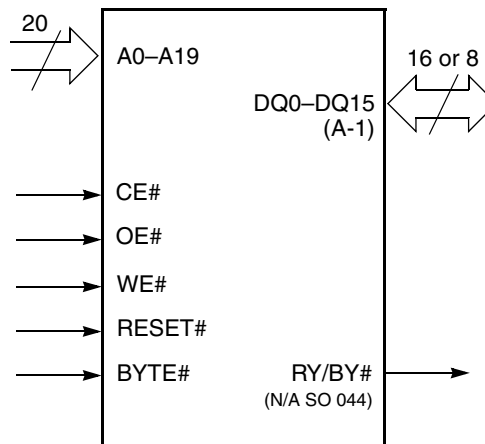 20
A0–A19
16 or 8
DQ0–DQ15
(A-1)
CE#
OE#
WE#
RESET#
BYTE#
RY/BY#
(N/A SO 044)